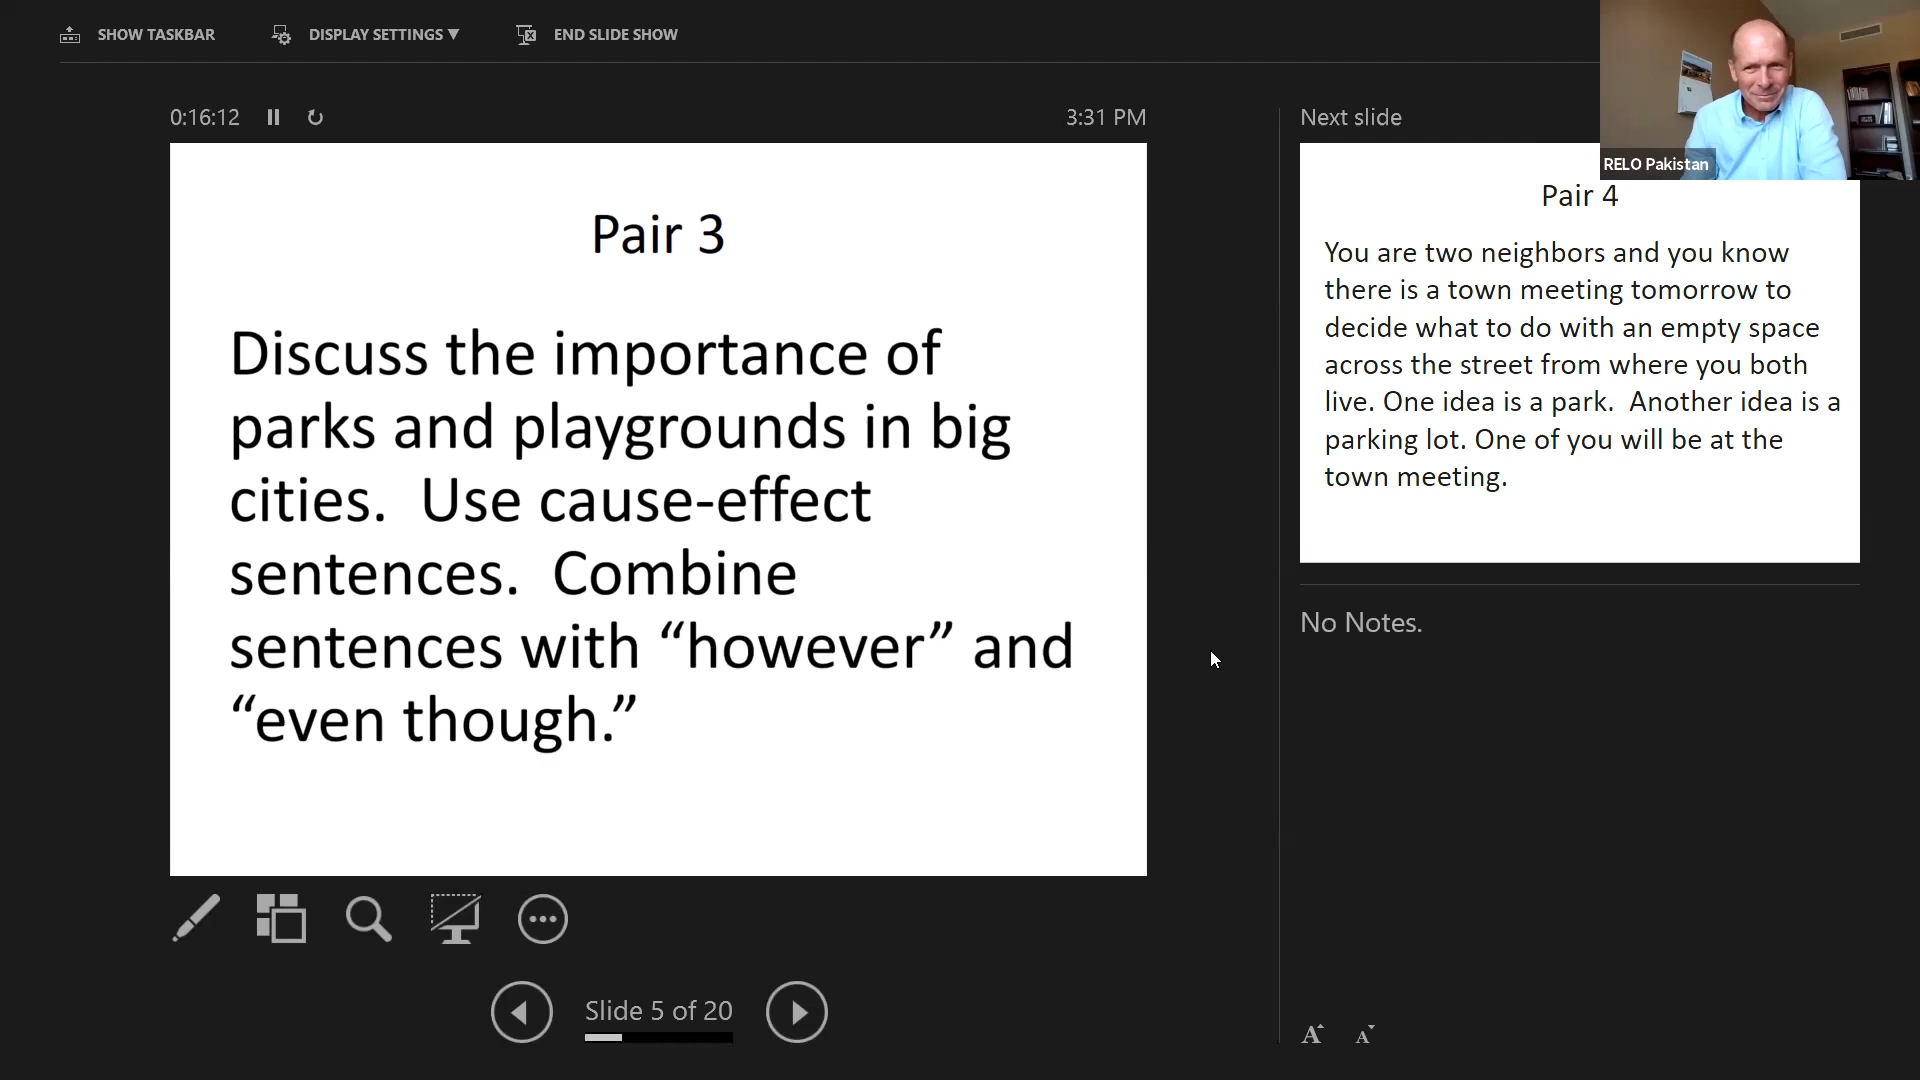 SHOW TASKBAR
DISPLAY SETTINGS ▼
END SLIDE SHOW
0:16:12
3:31 PM
Pair 3
Discuss the importance of
parks and playgrounds in big
cities.  Use cause-effect
sentences.  Combine
sentences with “however” and
“even though.”
Slide 5 of 20
Next slide
RELO Pakistan
Pair 4
You are two neighbors and you know
there is a town meeting tomorrow to
decide what to do with an empty space
across the street from where you both
live. One idea is a park.  Another idea is a
parking lot. One of you will be at the
town meeting.
No Notes.
A A